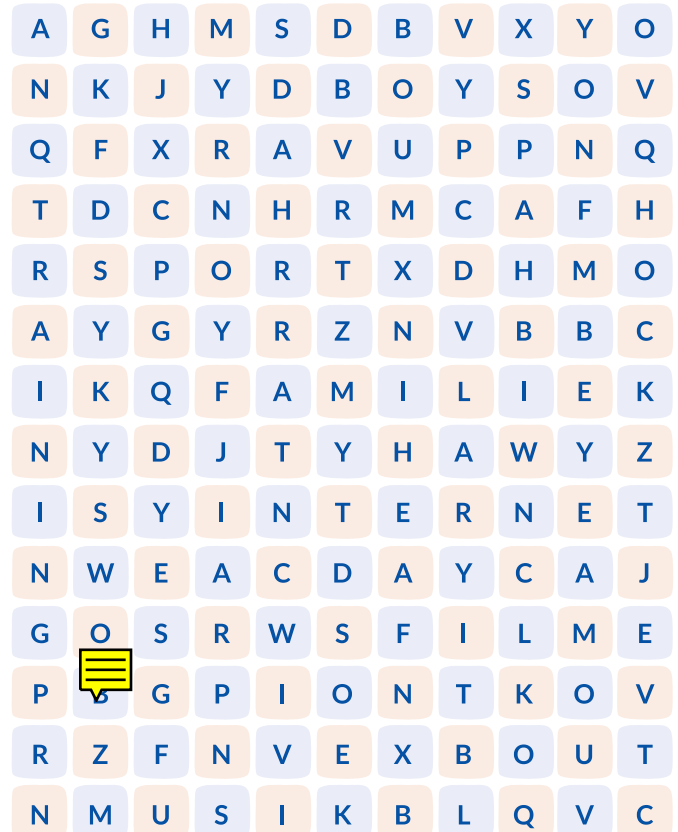 A G H M S D B V X Y O
N K J Y D B O Y S O V
Q F X R A V U P P N Q
T D C N H R M C A F H
R S P O R T X D H M O
A Y G Y R Z N V B B C
I K Q F A M I L I E K
N Y D J T Y H A W Y Z
I S Y I N T E R N E T
N W E A C D A Y C A J
G O S R W S F I L M E
P G P I O N T K O V
R Z F N V E X B O U T
N M U S I K B L Q V C